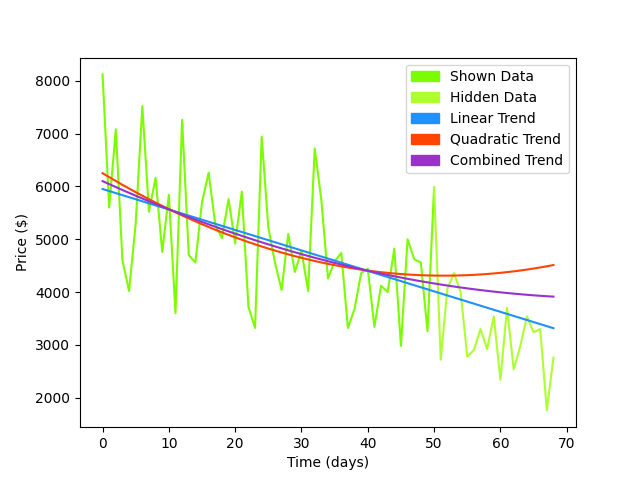 Shown Data
Hidden Data
Linear Trend
Quadratic Trend
Combined Trend
Price ($)
8000
7000
6000
5000
4000
3000
2000
0 10 20 30 40 50 60 70
Time (days)